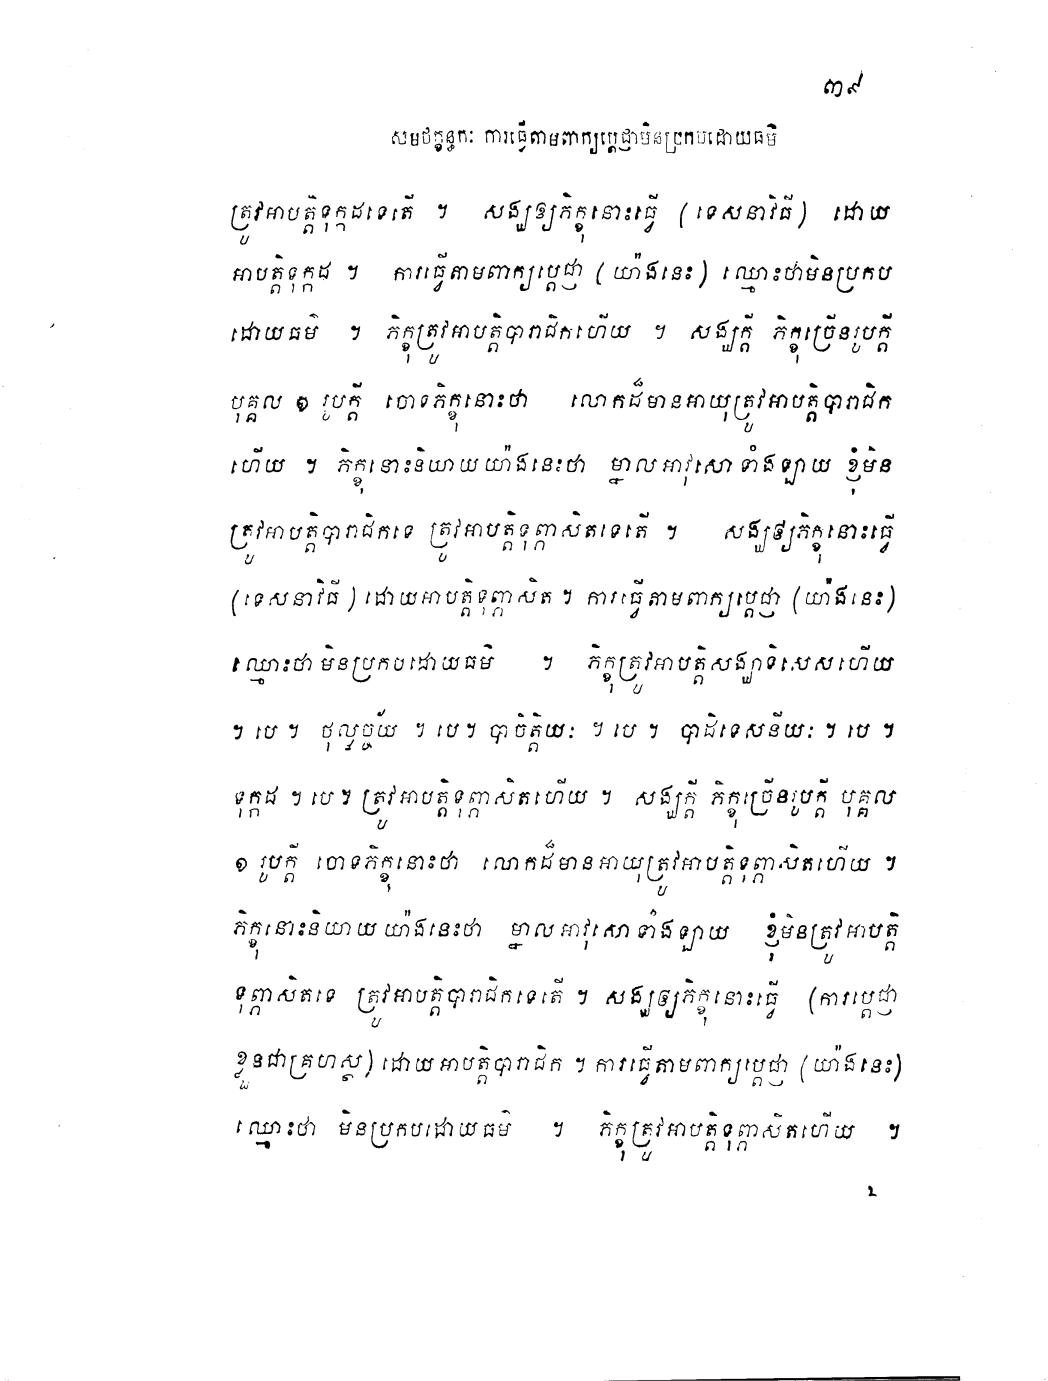 ៣៩
សមថក្ខន្ធកៈ ការធ្វើតាមពាក្យប្តេជ្ញាមិនប្រកបដោយធម៌
ត្រូវអាបត្តិទុក្កដទេតើ ។ សង្ឃឲ្យភិក្ខុនោះធ្វើ (ទេសនាវិធី) ដោយ
អាបត្តិទុក្កដ ។ ការធ្វើតាមពាក្យប្តេជ្ញា (យ៉ាងនេះ) ឈ្មោះថាមិនប្រកប
ដោយធម៌ ។ ភិក្ខុត្រូវអាបត្តិបារាជិកហើយ ។ សង្ឃក្តី ភិក្ខុច្រើនរូបក្តី
បុគ្គល ១ រូបក្តី ចោទភិក្ខុនោះថា លោកដ៏មានអាយុត្រូវអាបត្តិបារាជិក
ហើយ ។ ភិក្ខុនោះនិយាយយ៉ាងនេះថា ម្នាលអាវុសោទាំងឡាយ ខ្ញុំមិន
ត្រូវអាបត្តិបារាជិកទេ ត្រូវអាបត្តិទុព្ភាសិតទេតើ ។ សង្ឃឲ្យភិក្ខុនោះធ្វើ
(ទេសនាវិធី) ដោយអាបត្តិទុព្ភាសិត ។ ការធ្វើតាមពាក្យប្តេជ្ញា (យ៉ាងនេះ)
ឈ្មោះថា មិនប្រកបដោយធម៌ ។ ភិក្ខុត្រូវអាបត្តិសង្ឃាទិសេសហើយ
។ បេ ។ ថុល្លច្ច័យ ។ បេ ។ បាចិត្តិយៈ ។ បេ ។ បាដិទេសនីយៈ ។ បេ ។
ទុក្កដ ។ បេ ។ ត្រូវអាបត្តិទុព្ភាសិតហើយ ។ សង្ឃក្តី ភិក្ខុច្រើនរូបក្តី បុគ្គល
១ រូបក្តី ចោទភិក្ខុនោះថា លោកដ៏មានអាយុត្រូវអាបត្តិទុព្ភាសិតហើយ ។
ភិក្ខុនោះនិយាយយ៉ាងនេះថា ម្នាលអាវុសោទាំងឡាយ ខ្ញុំមិនត្រូវអាបត្តិ
ទុព្ភាសិតទេ ត្រូវអាបត្តិបារាជិកទេតើ ។ សង្ឃឲ្យភិក្ខុនោះធ្វើ (ការប្តេជ្ញា
ខ្លួនជាគ្រហស្ថ) ដោយអាបត្តិបារាជិក ។ ការធ្វើតាមពាក្យប្តេជ្ញា (យ៉ាងនេះ)
ឈ្មោះថា មិនប្រកបដោយធម៌ ។ ភិក្ខុត្រូវអាបត្តិទុព្ភាសិតហើយ ។